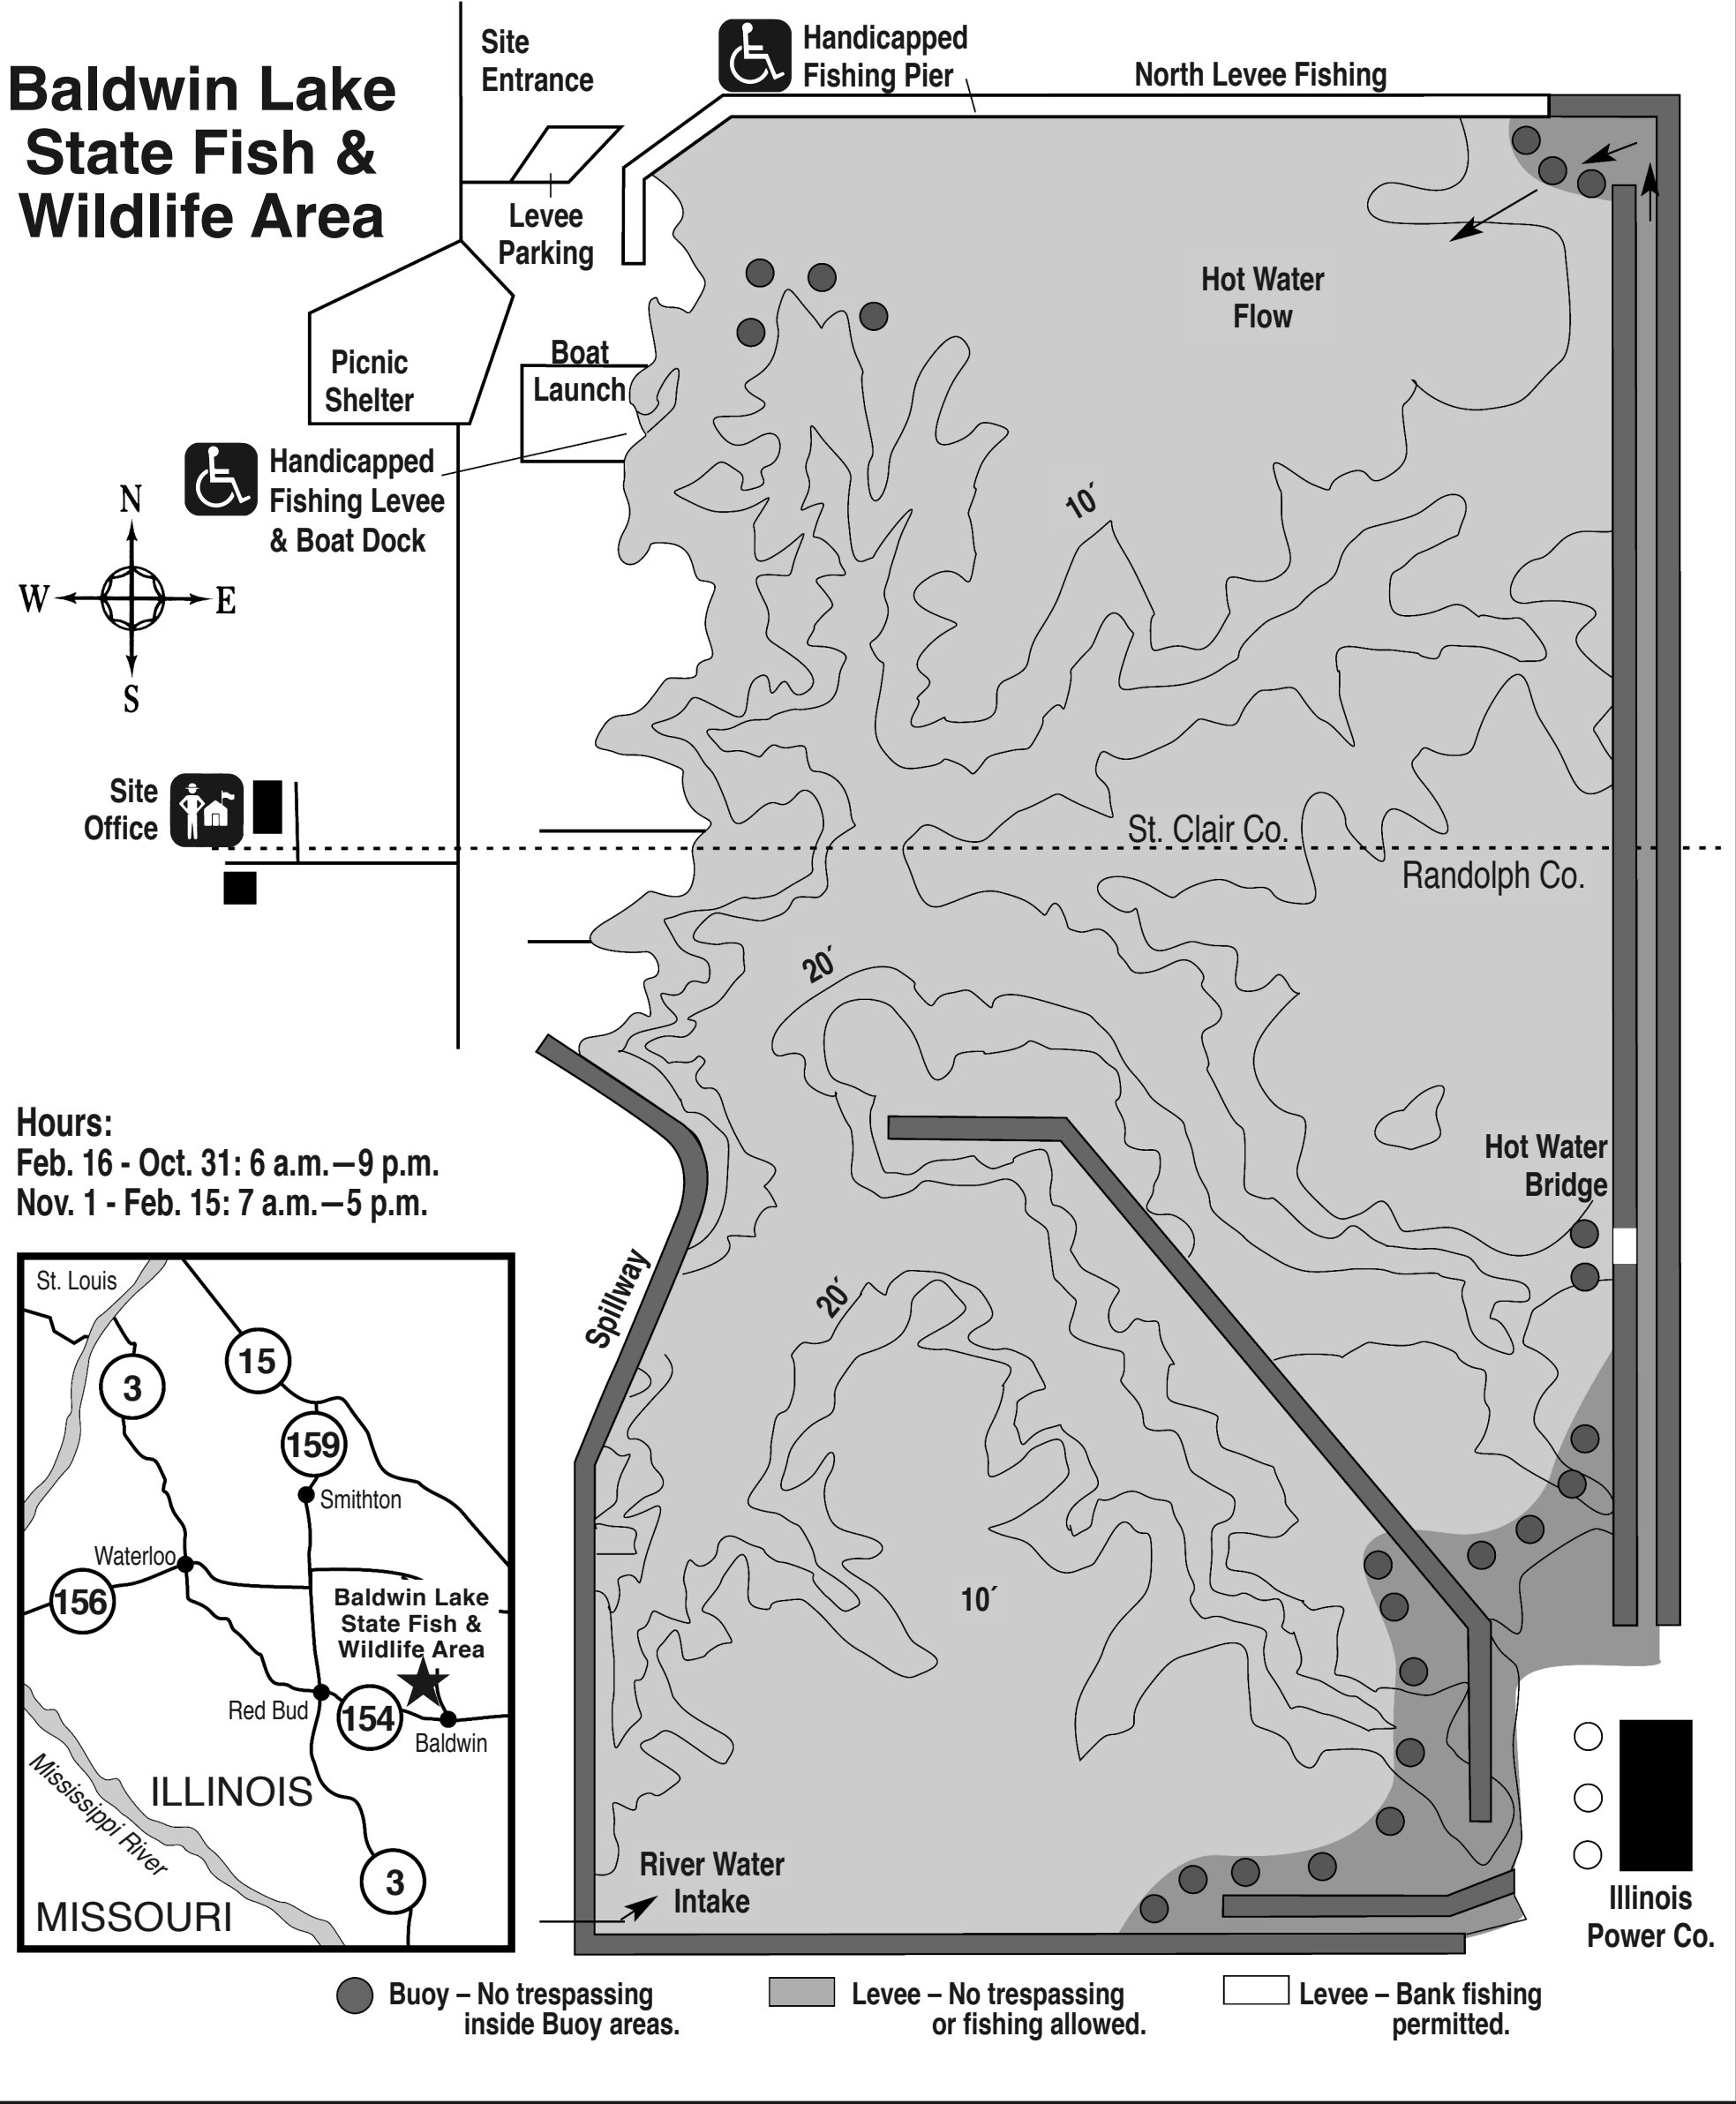 Baldwin Lake
State Fish &
Wildlife Area
Site
Entrance
Handicapped
Fishing Pier
North Levee Fishing
Levee
Parking
Hot Water
Flow
Picnic
Shelter
Boat
Launch
Handicapped
Fishing Levee
& Boat Dock
10´
N
W
E
S
Site
Office
St. Clair Co.
Randolph Co.
20´
Hours:
Feb. 16 - Oct. 31: 6 a.m.–9 p.m.
Nov. 1 - Feb. 15: 7 a.m.–5 p.m.
Hot Water
Bridge
Spillway
20´
10´
St. Louis
3
15
159
Smithton
Waterloo
156
Baldwin Lake
State Fish &
Wildlife Area
Red Bud
154
Baldwin
ILLINOIS
Mississippi River
3
MISSOURI
River Water
Intake
Illinois
Power Co.
Buoy – No trespassing
inside Buoy areas.
Levee – No trespassing
or fishing allowed.
Levee – Bank fishing
permitted.